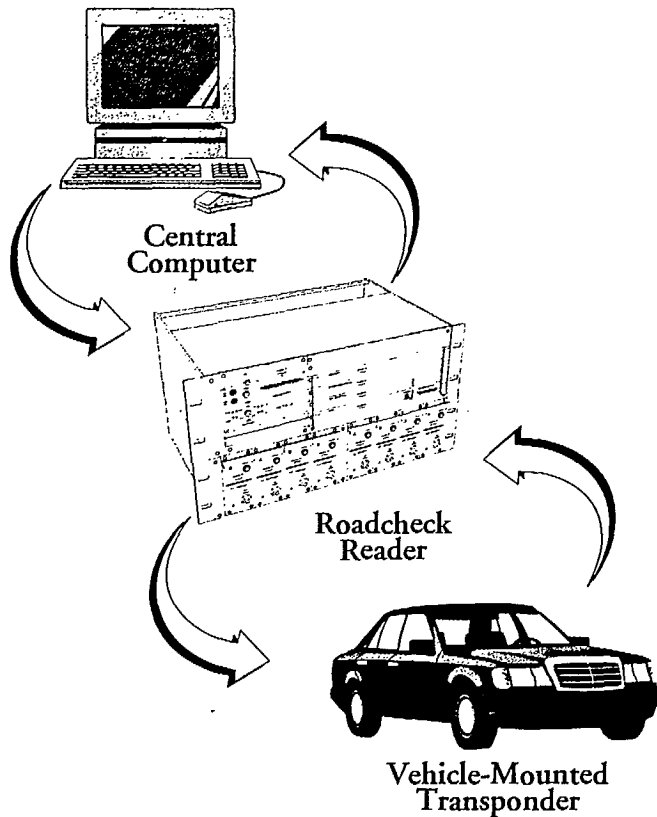 Central
Computer
Roadcheck
Reader
Vehicle-Mounted
Transponder